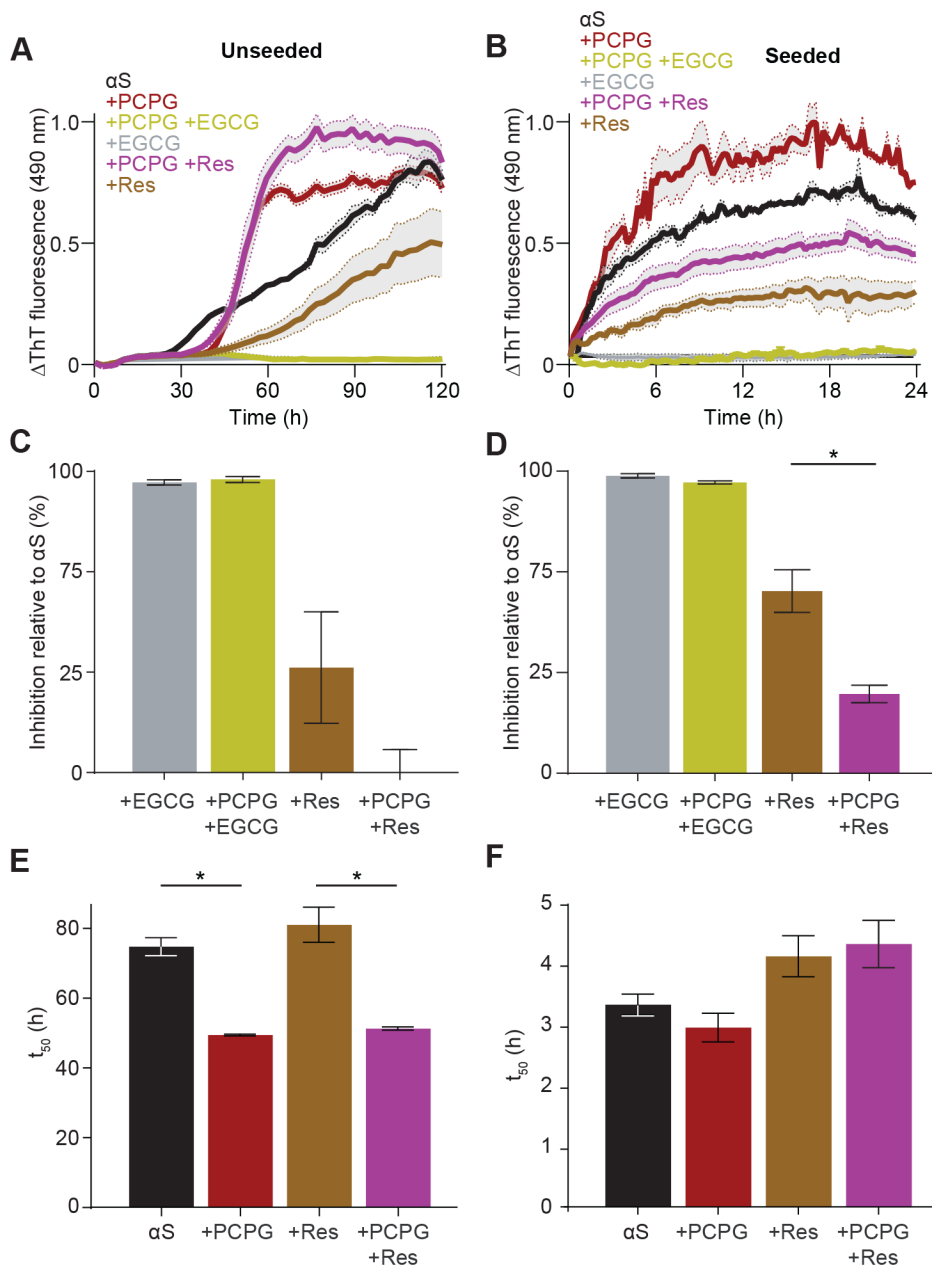 A
Unseeded
αS
+PCPG
+PCPG +EGCG
+EGCG
+PCPG +Res
+Res
ΔThT fluorescence (490 nm)
1.0
0.5
0
0 30 60 90 120
Time (h)
B
Seeded
αS
+PCPG
+PCPG +EGCG
+EGCG
+PCPG +Res
+Res
ΔThT fluorescence (490 nm)
1.0
0.5
0
0 6 12 18 24
Time (h)
C
Inhibition relative to αS (%)
100
75
25
0
+EGCG +PCPG +Res +PCPG
+EGCG +Res
D
*
Inhibition relative to αS (%)
100
75
25
0
+EGCG +PCPG +Res +PCPG
+EGCG +Res
E
* *
t50 (h)
80
60
40
20
0
αS +PCPG +Res +PCPG
+Res
F
t50 (h)
5
4
3
2
1
0
αS +PCPG +Res +PCPG
+Res